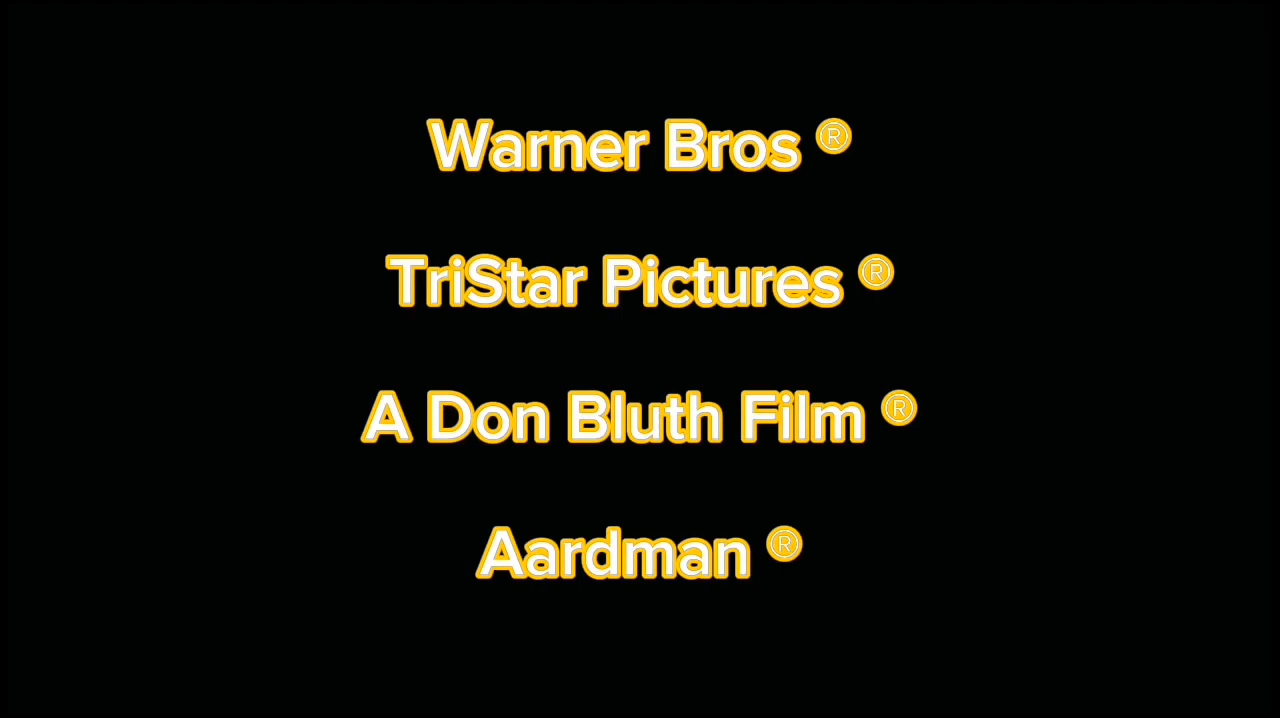 Warner Bros ®
TriStar Pictures ®
A Don Bluth Film ®
Aardman ®